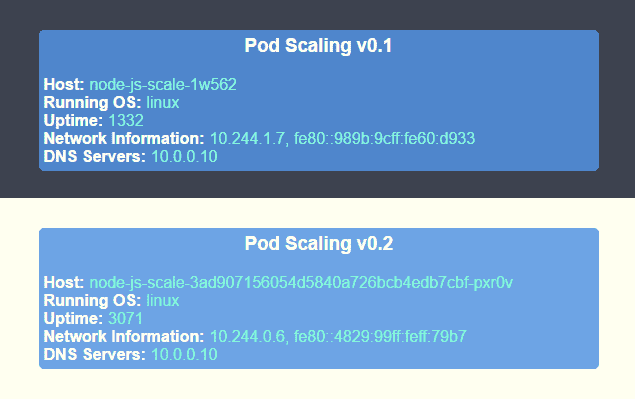 Pod Scaling v0.1
Host: node-js-scale-1w562
Running OS: linux
Uptime: 1332
Network Information: 10.244.1.7, fe80::989b:9cff:fe60:d933
DNS Servers: 10.0.0.10
Pod Scaling v0.2
Host: node-js-scale-3ad907156054d5840a726bcb4edb7cbf-pxr0v
Running OS: linux
Uptime: 3071
Network Information: 10.244.0.6, fe80::4829:99ff:feff:79b7
DNS Servers: 10.0.0.10